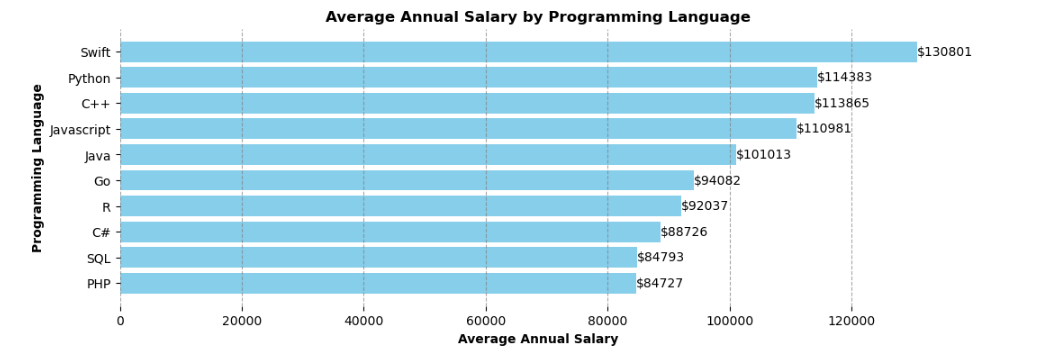 Average Annual Salary by Programming Language
Programming Language
Swift $130801
Python $114383
C++ $113865
Javascript $110981
Java $101013
Go $94082
R $92037
C# $88726
SQL $84793
PHP $84727
0 20000 40000 60000 80000 100000 120000
Average Annual Salary